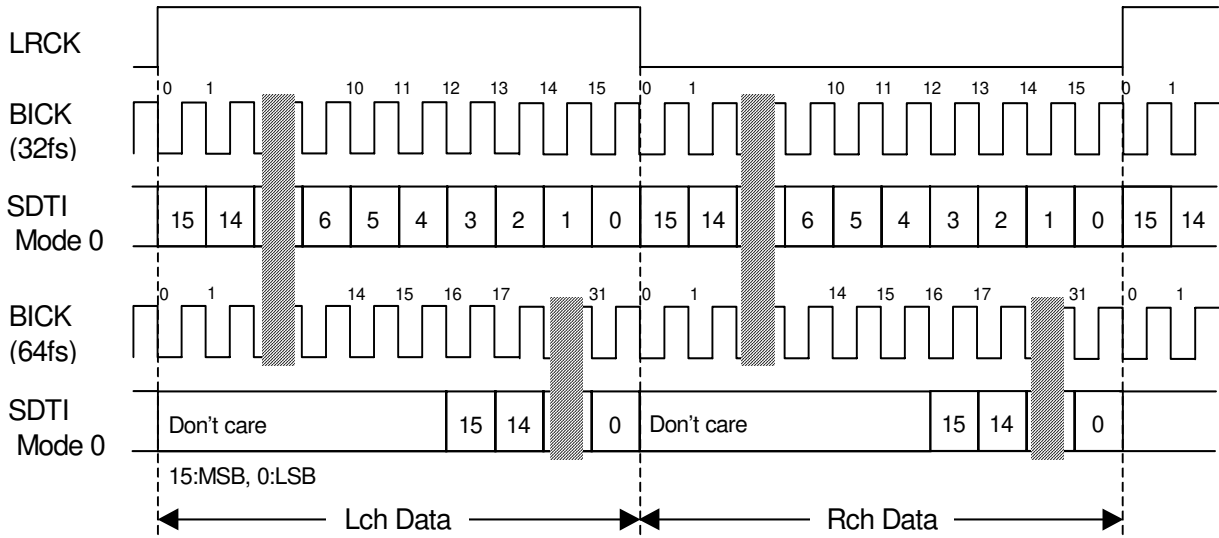 LRCK
0 1 10 11 12 13 14 15 0 1 10 11 12 13 14 15 0 1
BICK
(32fs)
SDTI
Mode 0
15 14 6 5 4 3 2 1 0 15 14 6 5 4 3 2 1 0 15 14
0 1 14 15 16 17 31 0 1 14 15 16 17 31 0 1
BICK
(64fs)
SDTI
Mode 0
Don't care 15 14 0 Don't care 15 14 0
15:MSB, 0:LSB
Lch Data Rch Data